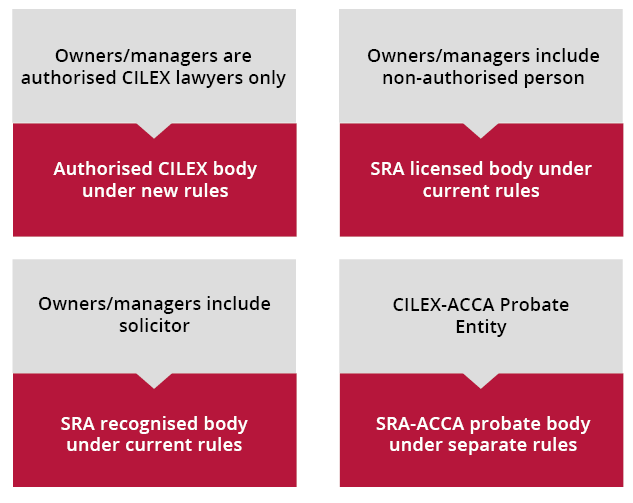 Owners/managers are
authorised CILEX lawyers only
Authorised CILEX body
under new rules
Owners/managers include
non-authorised person
SRA licensed body under
current rules
Owners/managers include
solicitor
SRA recognised body
under current rules
CILEX-ACCA Probate
Entity
SRA-ACCA probate body
under separate rules